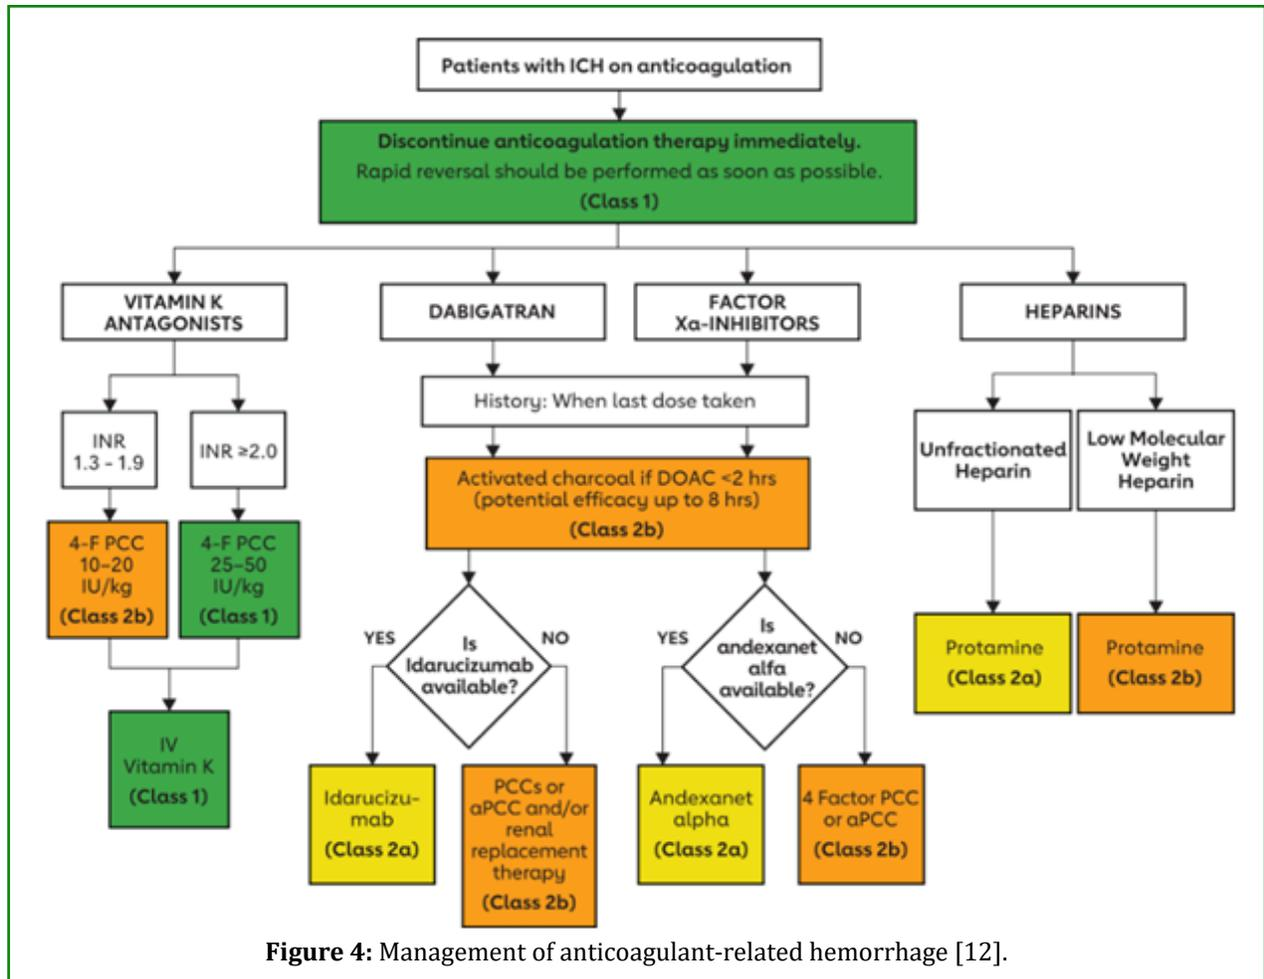 Patients with ICH on anticoagulation
Discontinue anticoagulation therapy immediately.
Rapid reversal should be performed as soon as possible.
(Class 1)
VITAMIN K
ANTAGONISTS
DABIGATRAN
FACTOR
Xa-INHIBITORS
HEPARINS
INR
1.3 - 1.9
INR ≥2.0
History: When last dose taken
Unfractionated
Heparin
Low Molecular
Weight
Heparin
4-F PCC
10–20
IU/kg
(Class 2b)
4-F PCC
25–50
IU/kg
(Class 1)
Activated charcoal if DOAC <2 hrs
(potential efficacy up to 8 hrs)
(Class 2b)
YES
Is
Idarucizumab
available?
NO
YES
Is
andexanet
alfa
available?
NO
Protamine
(Class 2a)
Protamine
(Class 2b)
IV
Vitamin K
(Class 1)
Idarucizu-
mab
(Class 2a)
PCCs or
aPCC and/or
renal
replacement
therapy
(Class 2b)
Andexanet
alpha
(Class 2a)
4 Factor PCC
or aPCC
(Class 2b)
Figure 4: Management of anticoagulant-related hemorrhage [12].